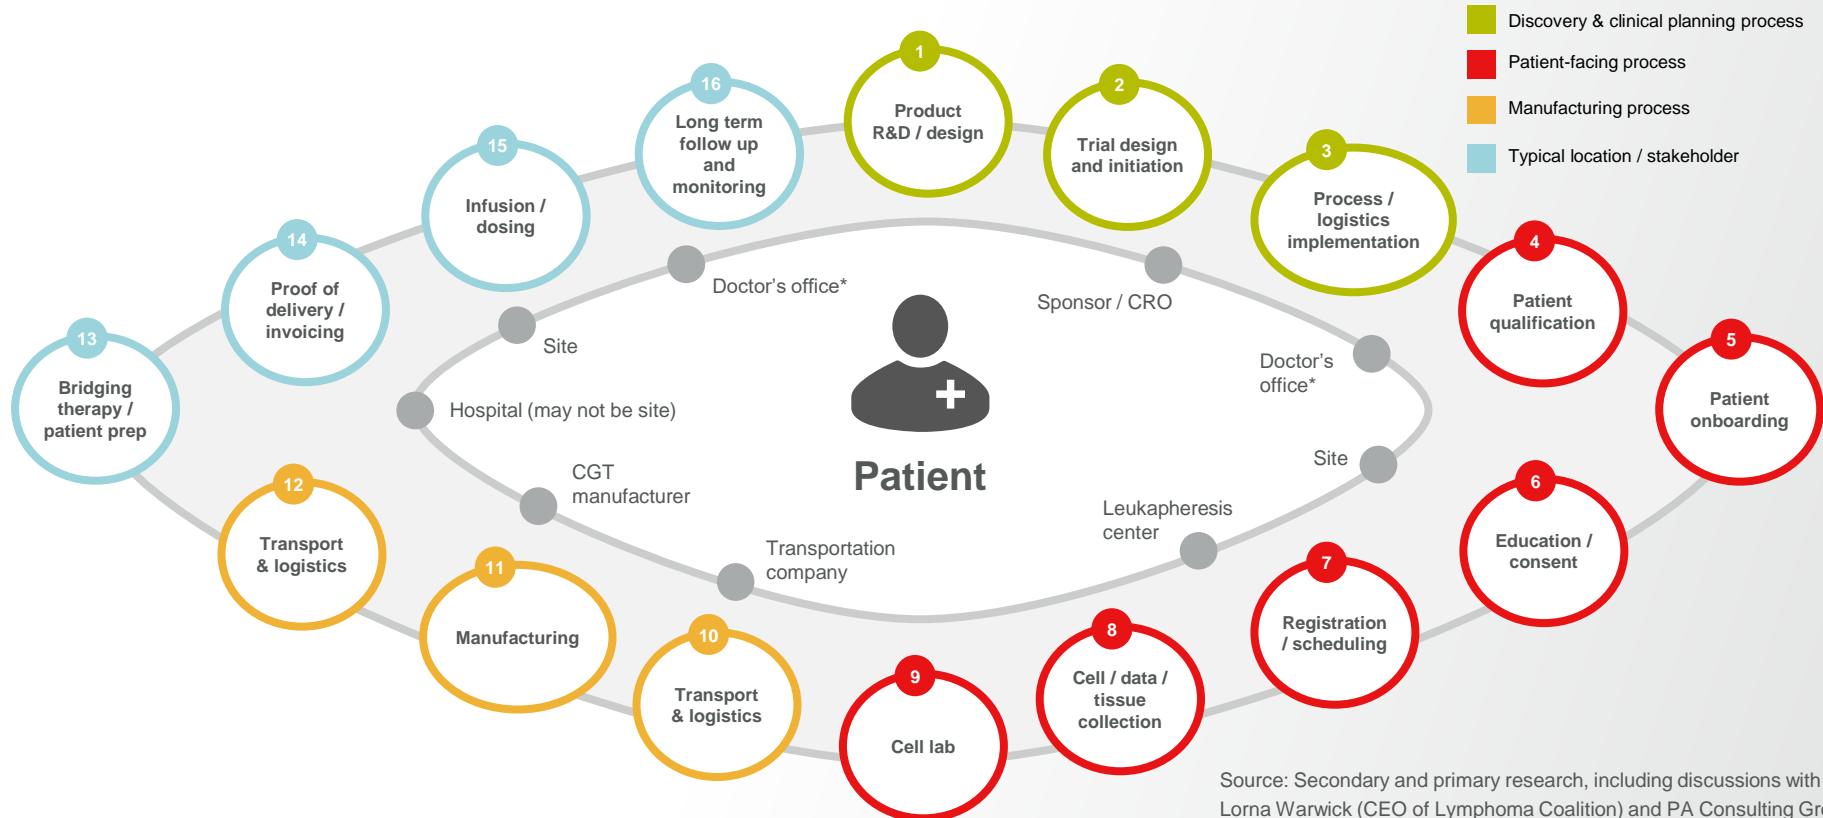 Discovery & clinical planning process
Patient-facing process
Manufacturing process
Typical location / stakeholder
1
Product
R&D / design
2
Trial design
and initiation
3
Process /
logistics
implementation
4
Patient
qualification
5
Patient
onboarding
6
Education /
consent
7
Registration
/ scheduling
8
Cell / data /
tissue
collection
9
Cell lab
10
Transport
& logistics
11
Manufacturing
12
Transport
& logistics
13
Bridging
therapy /
patient prep
14
Proof of
delivery /
invoicing
15
Infusion /
dosing
16
Long term
follow up
and
monitoring
Sponsor / CRO
Doctor's
office*
Site
Leukapheresis
center
Transportation
company
CGT
manufacturer
Hospital (may not be site)
Site
Doctor's office*
Patient
Source: Secondary and primary research, including discussions with
Lorna Warwick (CEO of Lymphoma Coalition) and PA Consulting Gro